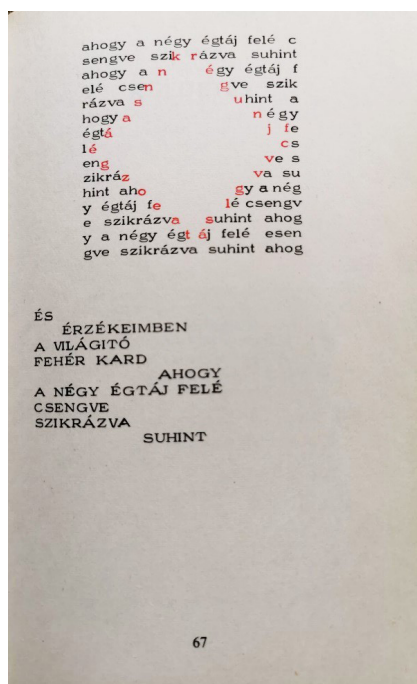 ahogy a négy égtáj felé c
sengve szik rázva suhint
ahogy a n égy égtáj f
elé csen gve szik
rázva s uhint a
hogy a négy
égtá j fe
lé cs
eng ve s
zikráz va su
hint aho gy a nég
y égtáj fe lé csengv
e szikrázva suhint ahog
y a négy égt áj felé esen
gve szikrázva suhint ahog
ÉS
ÉRZÉKEIMBEN
A VILÁGITÓ
FEHÉR KARD
AHOGY
A NÉGY ÉGTÁJ FELÉ
CSENGVE
SZIKRÁZVA
SUHINT
67